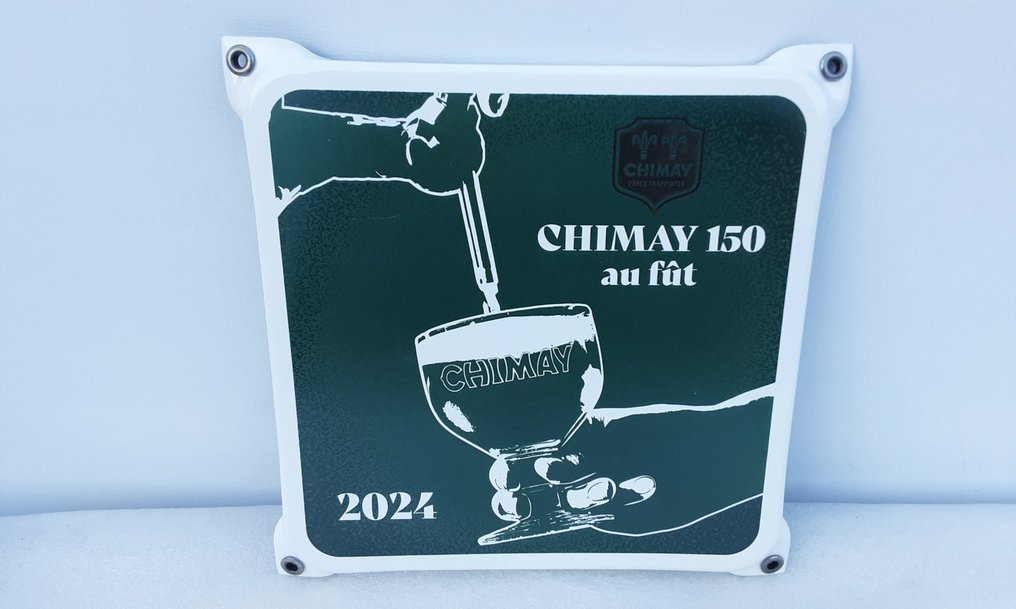 CHIMAY
PÈRES TRAPPISTES
CHIMAY 150
au fût
CHIMAY
2024